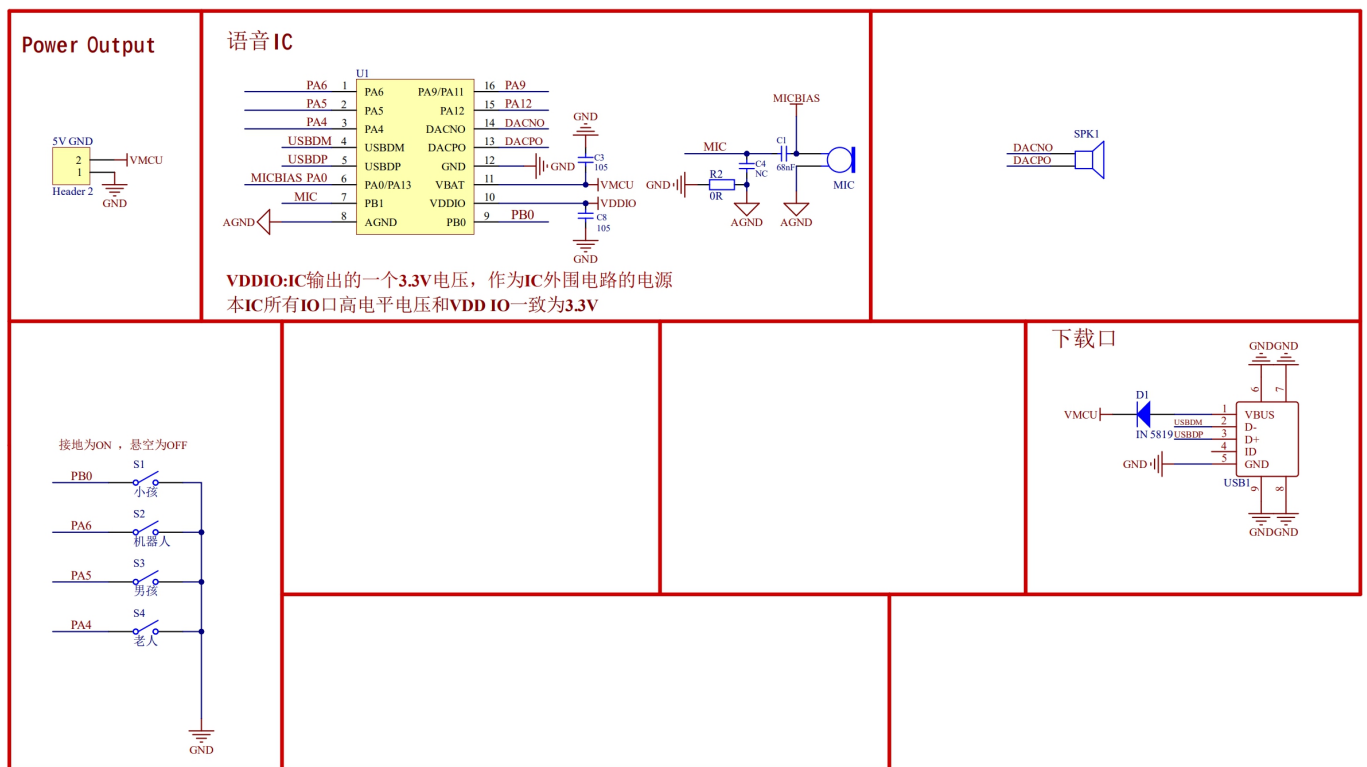 Power Output
5V GND
2
1
VMCU
Header 2
GND
语音IC
U1
PA6 1 PA6 PA9/PA11 16 PA9
PA5 2 PA5 PA12 15 PA12
PA4 3 PA4 DACNO 14 DACNO
USBDM 4 USBDM DACPO 13 DACPO
USBDP 5 USBDP GND 12 GND
MICBIAS PA0 6 PA0/PA13 VBAT 11 VMCU
MIC 7 PB1 VDDIO 10 VDDIO
AGND 8 AGND PB0 9 PB0
GND
C3
105
C8
105
GND
MICBIAS
MIC
C1
68nF
C4
NC
GND
R2
0R
AGND
AGND
MIC
VDDIO:IC输出的一个3.3V电压，作为IC外围电路的电源
本IC所有IO口高电平电压和VDD IO一致为3.3V
SPK1
DACNO
DACPO
接地为ON ，悬空为OFF
S1
PB0
小孩
S2
PA6
机器人
S3
PA5
男孩
S4
PA4
老人
GND
下载口
GNDGND
6 7
D1
VMCU
IN 5819
1 VBUS
USBDM 2 D-
USBDP 3 D+
4 ID
GND 5 GND
USB1
9 8
GNDGND